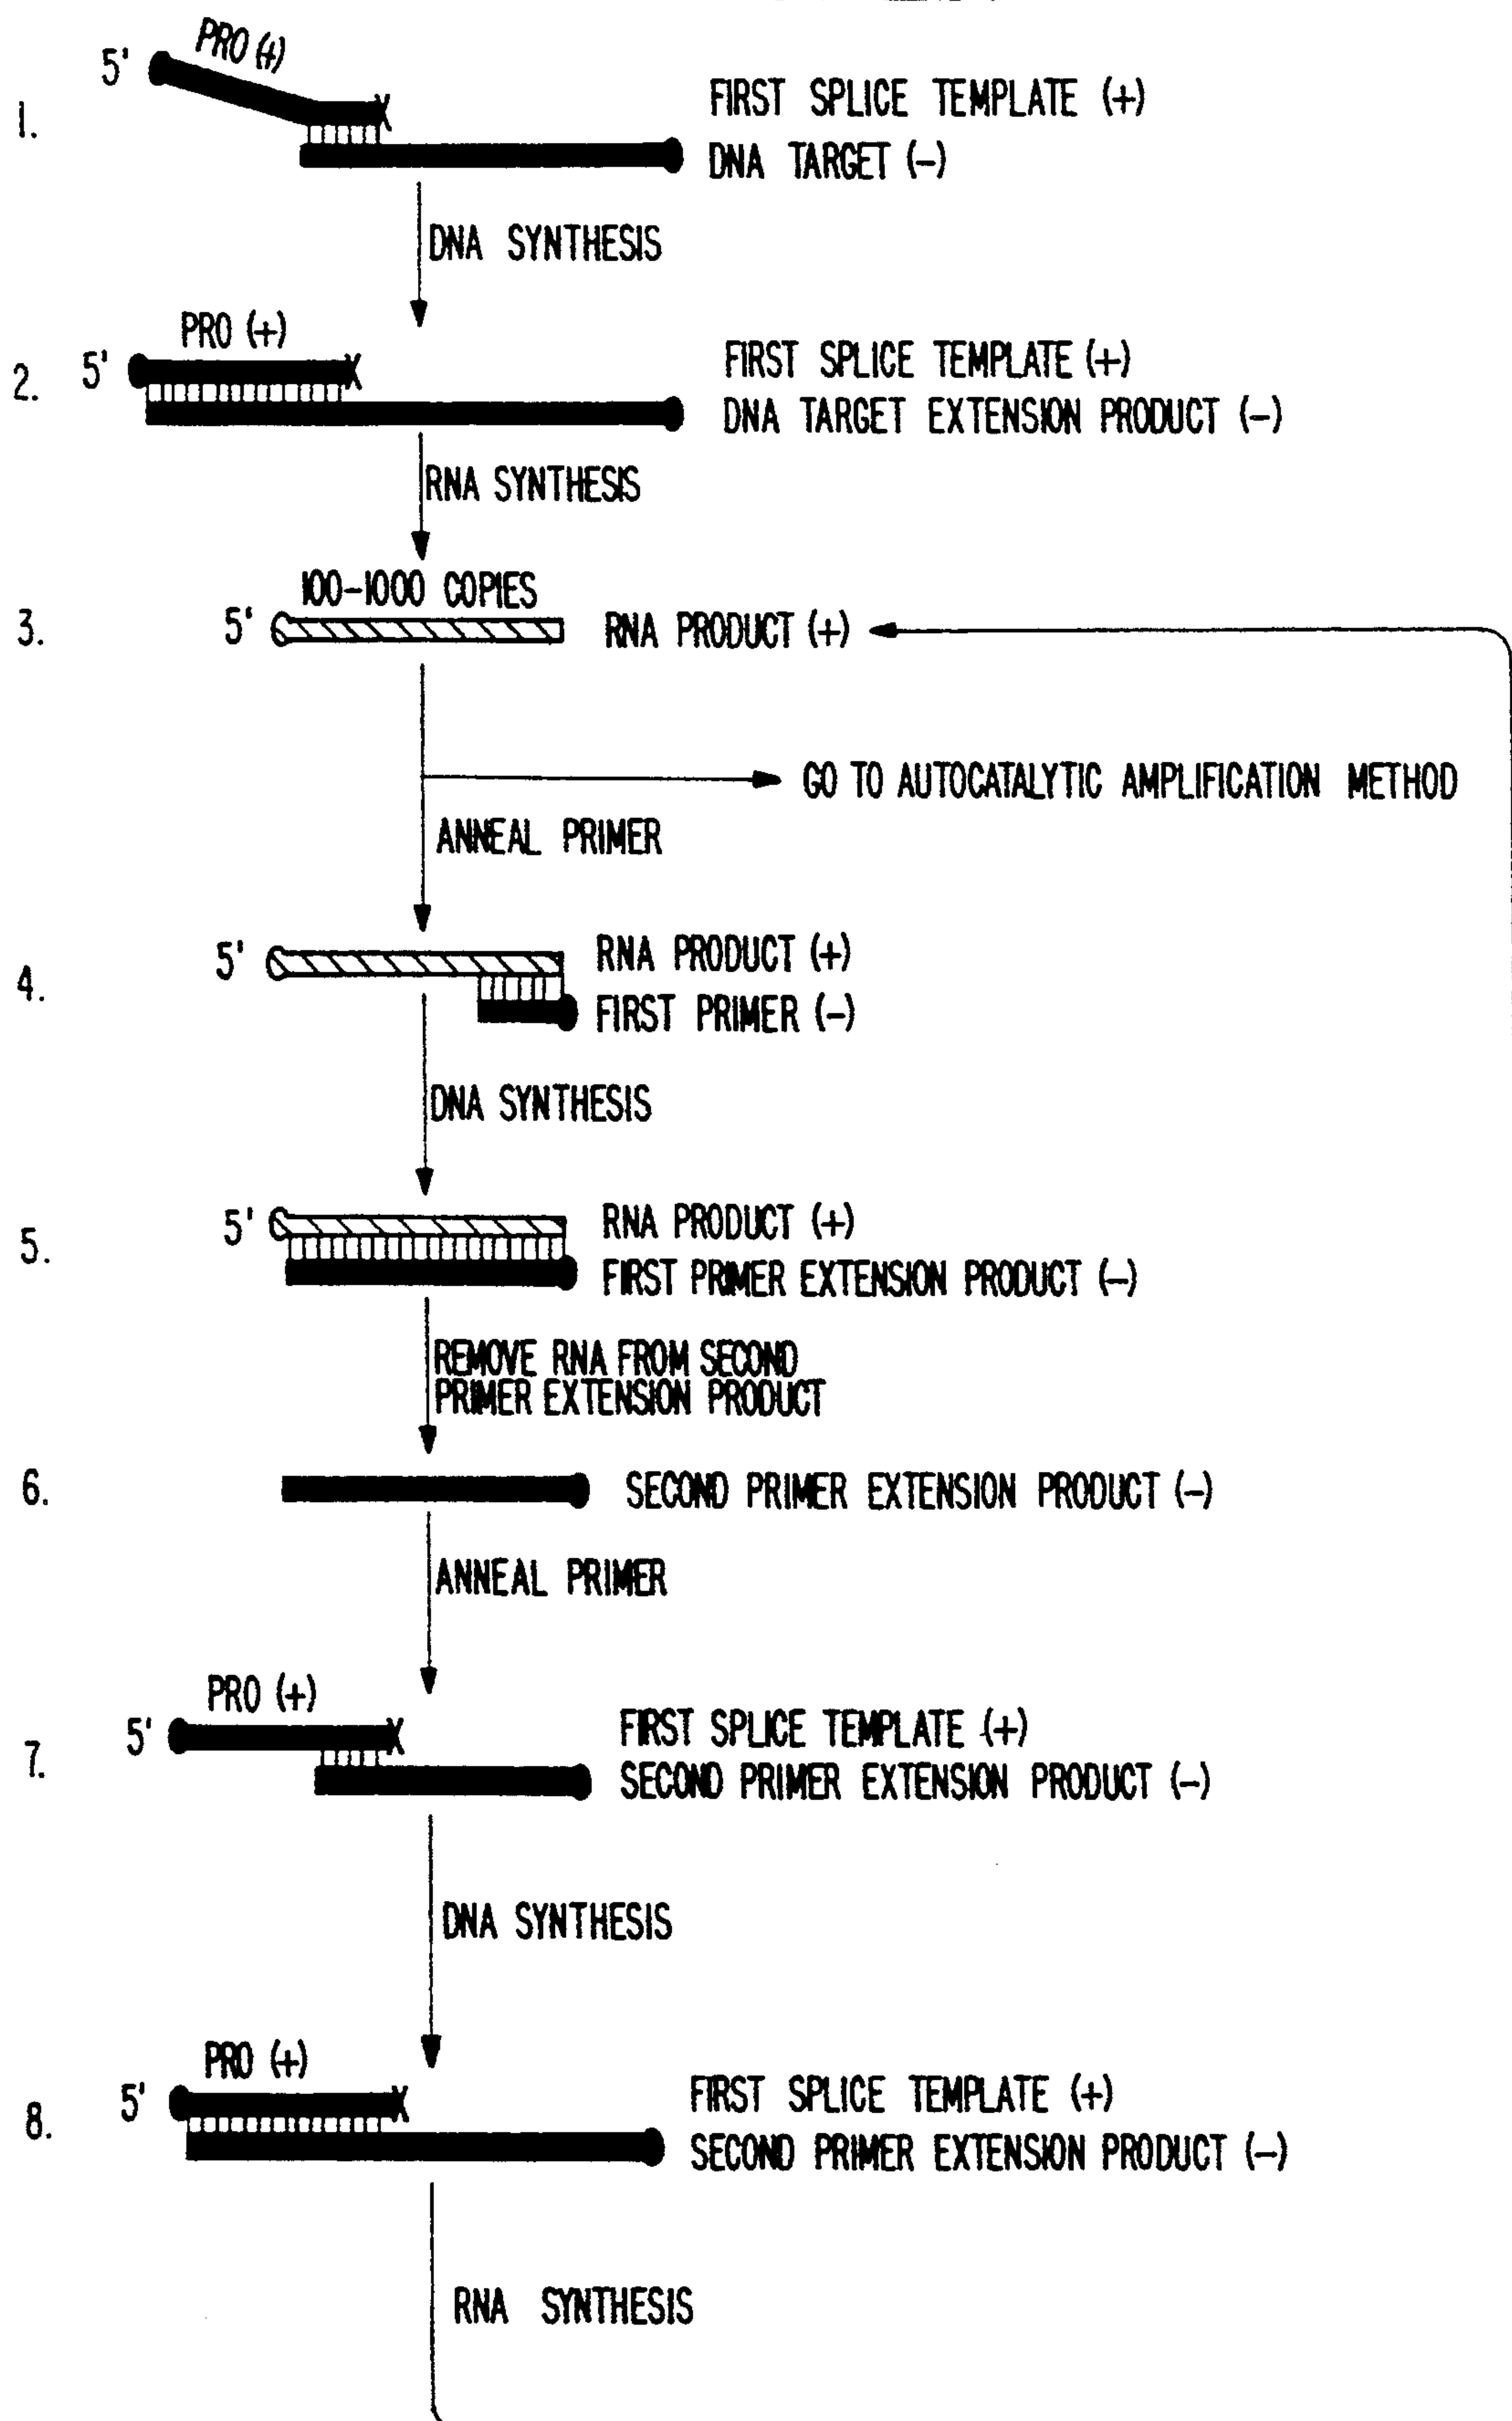 PRO (+)
5'
1.
X
FIRST SPLICE TEMPLATE (+)
DNA TARGET (-)
DNA SYNTHESIS
PRO (+)
2.
5'
X
FIRST SPLICE TEMPLATE (+)
DNA TARGET EXTENSION PRODUCT (-)
RNA SYNTHESIS
100-1000 COPIES
3.
5'
RNA PRODUCT (+)
GO TO AUTOCATALYTIC AMPLIFICATION METHOD
ANNEAL PRIMER
4.
5'
RNA PRODUCT (+)
FIRST PRIMER (-)
DNA SYNTHESIS
5.
5'
RNA PRODUCT (+)
FIRST PRIMER EXTENSION PRODUCT (-)
REMOVE RNA FROM SECOND
PRIMER EXTENSION PRODUCT
6.
SECOND PRIMER EXTENSION PRODUCT (-)
ANNEAL PRIMER
PRO (+)
7.
5'
X
FIRST SPLICE TEMPLATE (+)
SECOND PRIMER EXTENSION PRODUCT (-)
DNA SYNTHESIS
PRO (+)
8.
5'
X
FIRST SPLICE TEMPLATE (+)
SECOND PRIMER EXTENSION PRODUCT (-)
RNA SYNTHESIS